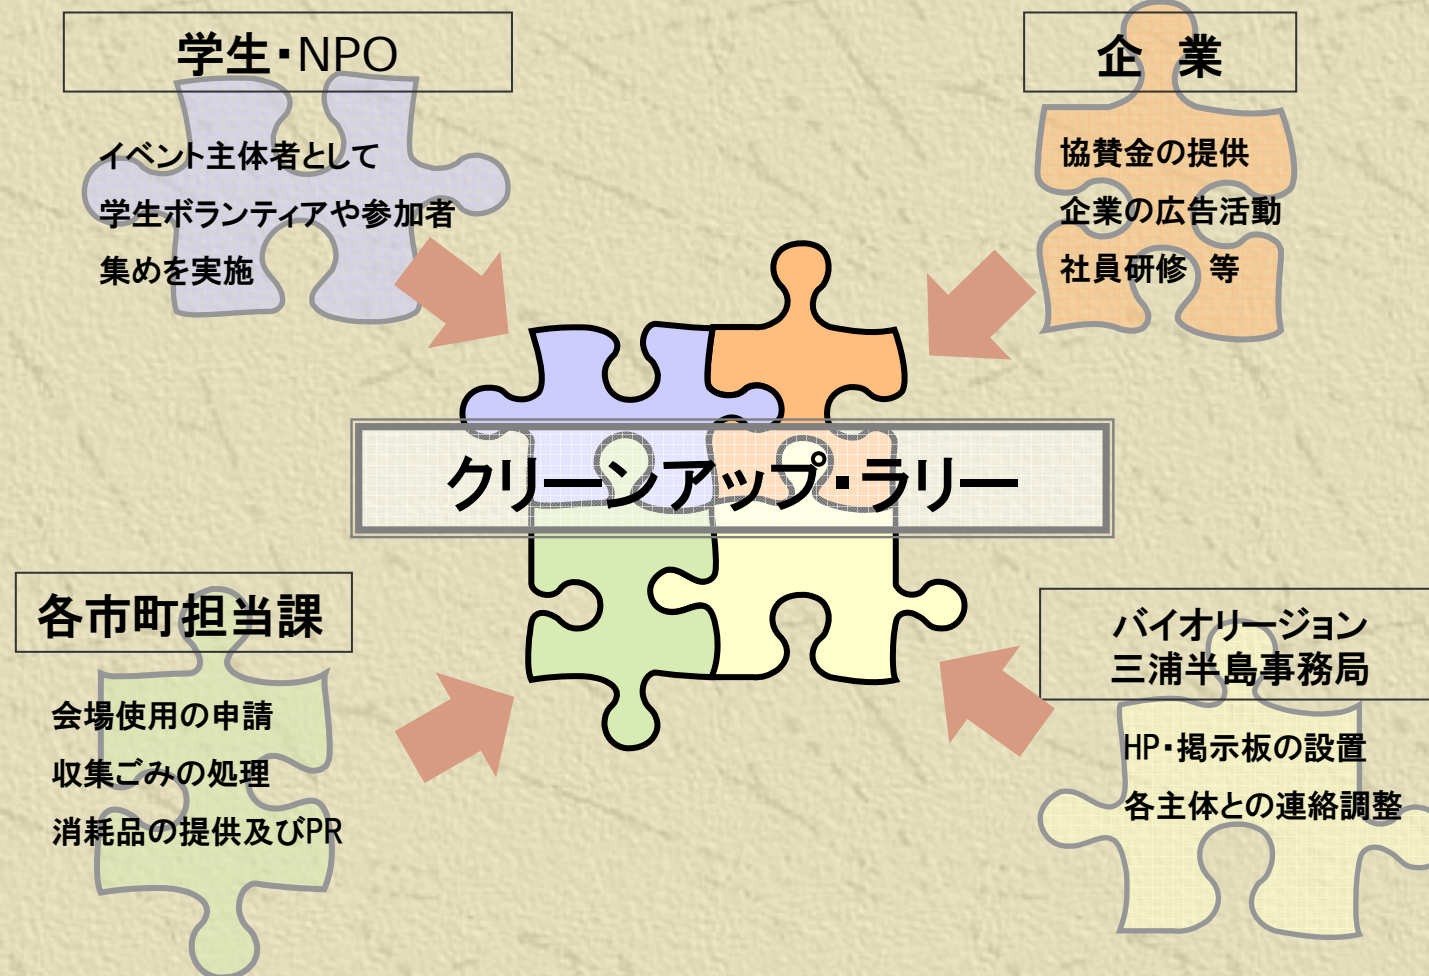 学生・NPO
イベント主体者として
学生ボランティアや参加者
集めを実施
企　業
協賛金の提供
企業の広告活動
社員研修　等
クリーンアップ・ラリー
各市町担当課
会場使用の申請
収集ごみの処理
消耗品の提供及びPR
バイオリージョン
三浦半島事務局
HP・掲示板の設置
各主体との連絡調整